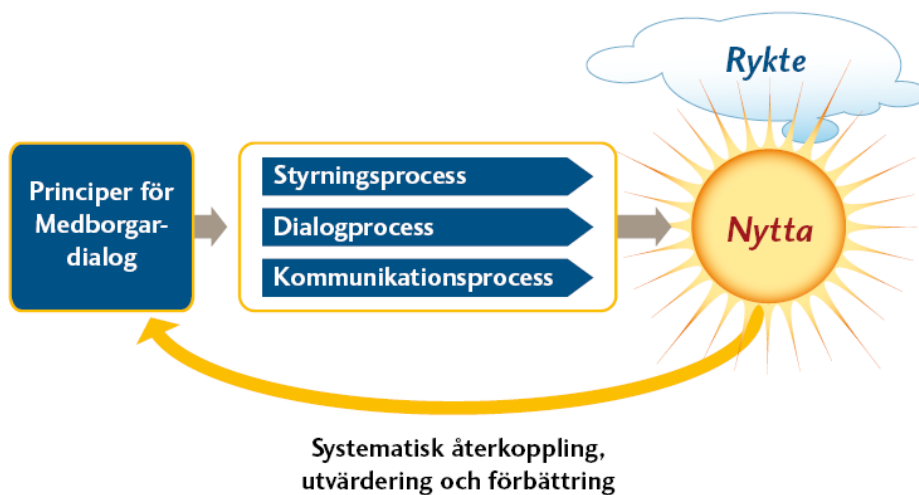 Rykte
Principer för
Medborgar-
dialog
Styrningsprocess
Dialogprocess
Kommunikationsprocess
Nytta
Systematisk återkoppling,
utvärdering och förbättring